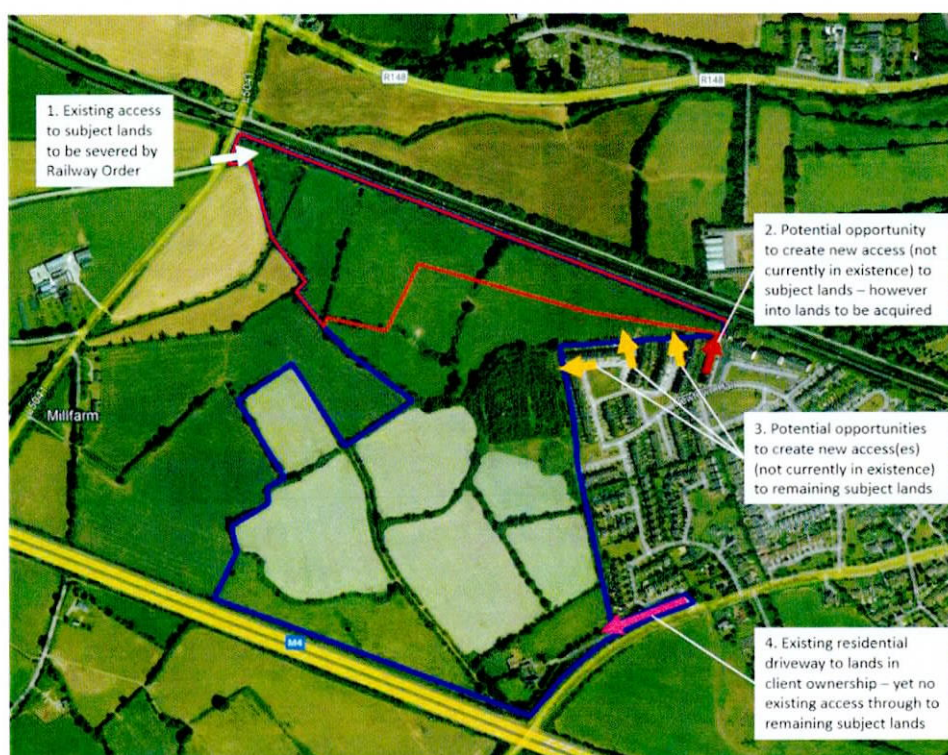 R148
R148
L5041
1. Existing access
to subject lands
to be severed by
Railway Order
2. Potential opportunity
to create new access (not
currently in existence) to
subject lands – however
into lands to be acquired
Millfarm
L5041
3. Potential opportunities
to create new access(es)
(not currently in existence)
to remaining subject lands
M4
4. Existing residential
driveway to lands in
client ownership – yet no
existing access through to
remaining subject lands